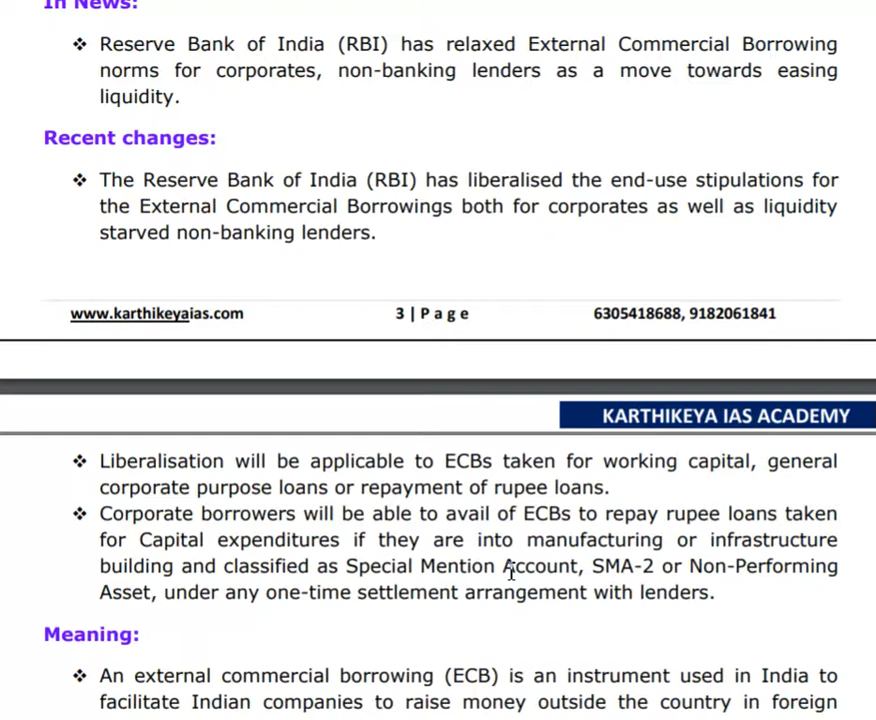 In News:
❖ Reserve Bank of India (RBI) has relaxed External Commercial Borrowing
norms for corporates, non-banking lenders as a move towards easing
liquidity.
Recent changes:
❖ The Reserve Bank of India (RBI) has liberalised the end-use stipulations for
the External Commercial Borrowings both for corporates as well as liquidity
starved non-banking lenders.
www.karthikeyaias.com 3 | P a g e 6305418688, 9182061841
KARTHIKEYA IAS ACADEMY
❖ Liberalisation will be applicable to ECBs taken for working capital, general
corporate purpose loans or repayment of rupee loans.
❖ Corporate borrowers will be able to avail of ECBs to repay rupee loans taken
for Capital expenditures if they are into manufacturing or infrastructure
building and classified as Special Mention Account, SMA-2 or Non-Performing
Asset, under any one-time settlement arrangement with lenders.
Meaning:
❖ An external commercial borrowing (ECB) is an instrument used in India to
facilitate Indian companies to raise money outside the country in foreign